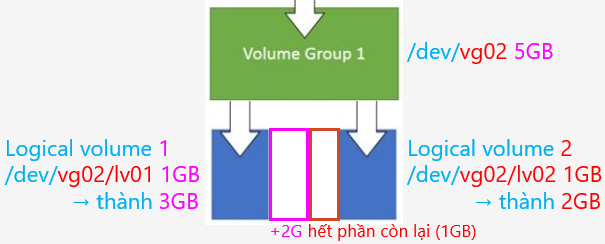 Volume Group 1
/dev/vg02 5GB
Logical volume 1
/dev/vg02/lv01 1GB
→ thành 3GB
Logical volume 2
/dev/vg02/lv02 1GB
→ thành 2GB
+2G hết phần còn lại (1GB)